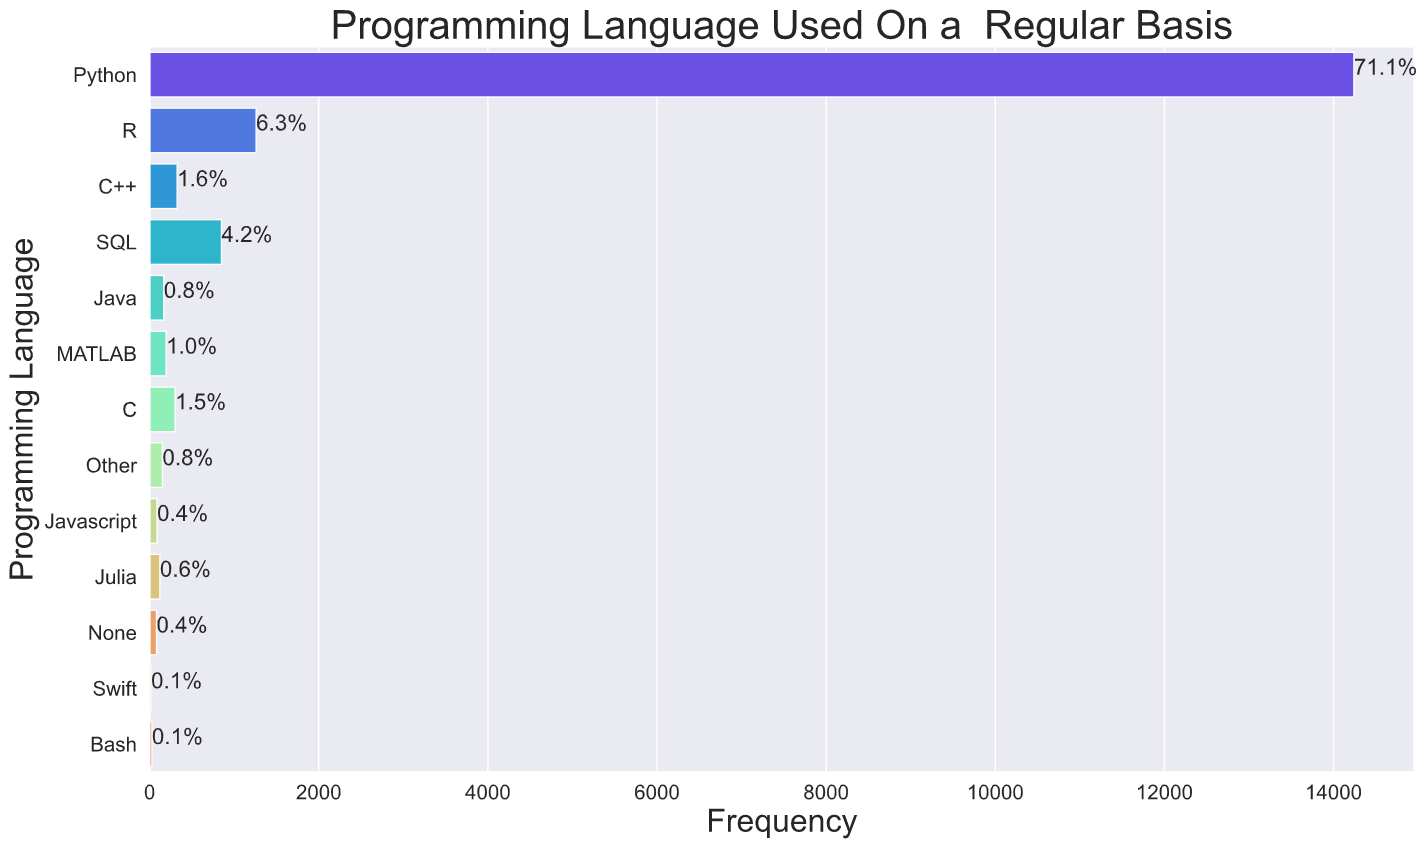 Programming Language Used On a  Regular Basis
Programming Language
Python 71.1%
R 6.3%
C++ 1.6%
SQL 4.2%
Java 0.8%
MATLAB 1.0%
C 1.5%
Other 0.8%
Javascript 0.4%
Julia 0.6%
None 0.4%
Swift 0.1%
Bash 0.1%
0 2000 4000 6000 8000 10000 12000 14000
Frequency